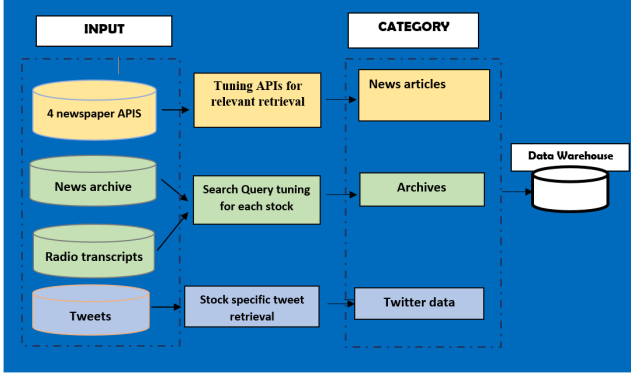 INPUT
CATEGORY
4 newspaper APIS
Tuning APIs for
relevant retrieval
News articles
Data Warehouse
News archive
Search Query tuning
for each stock
Archives
Radio transcripts
Tweets
Stock specific tweet
retrieval
Twitter data